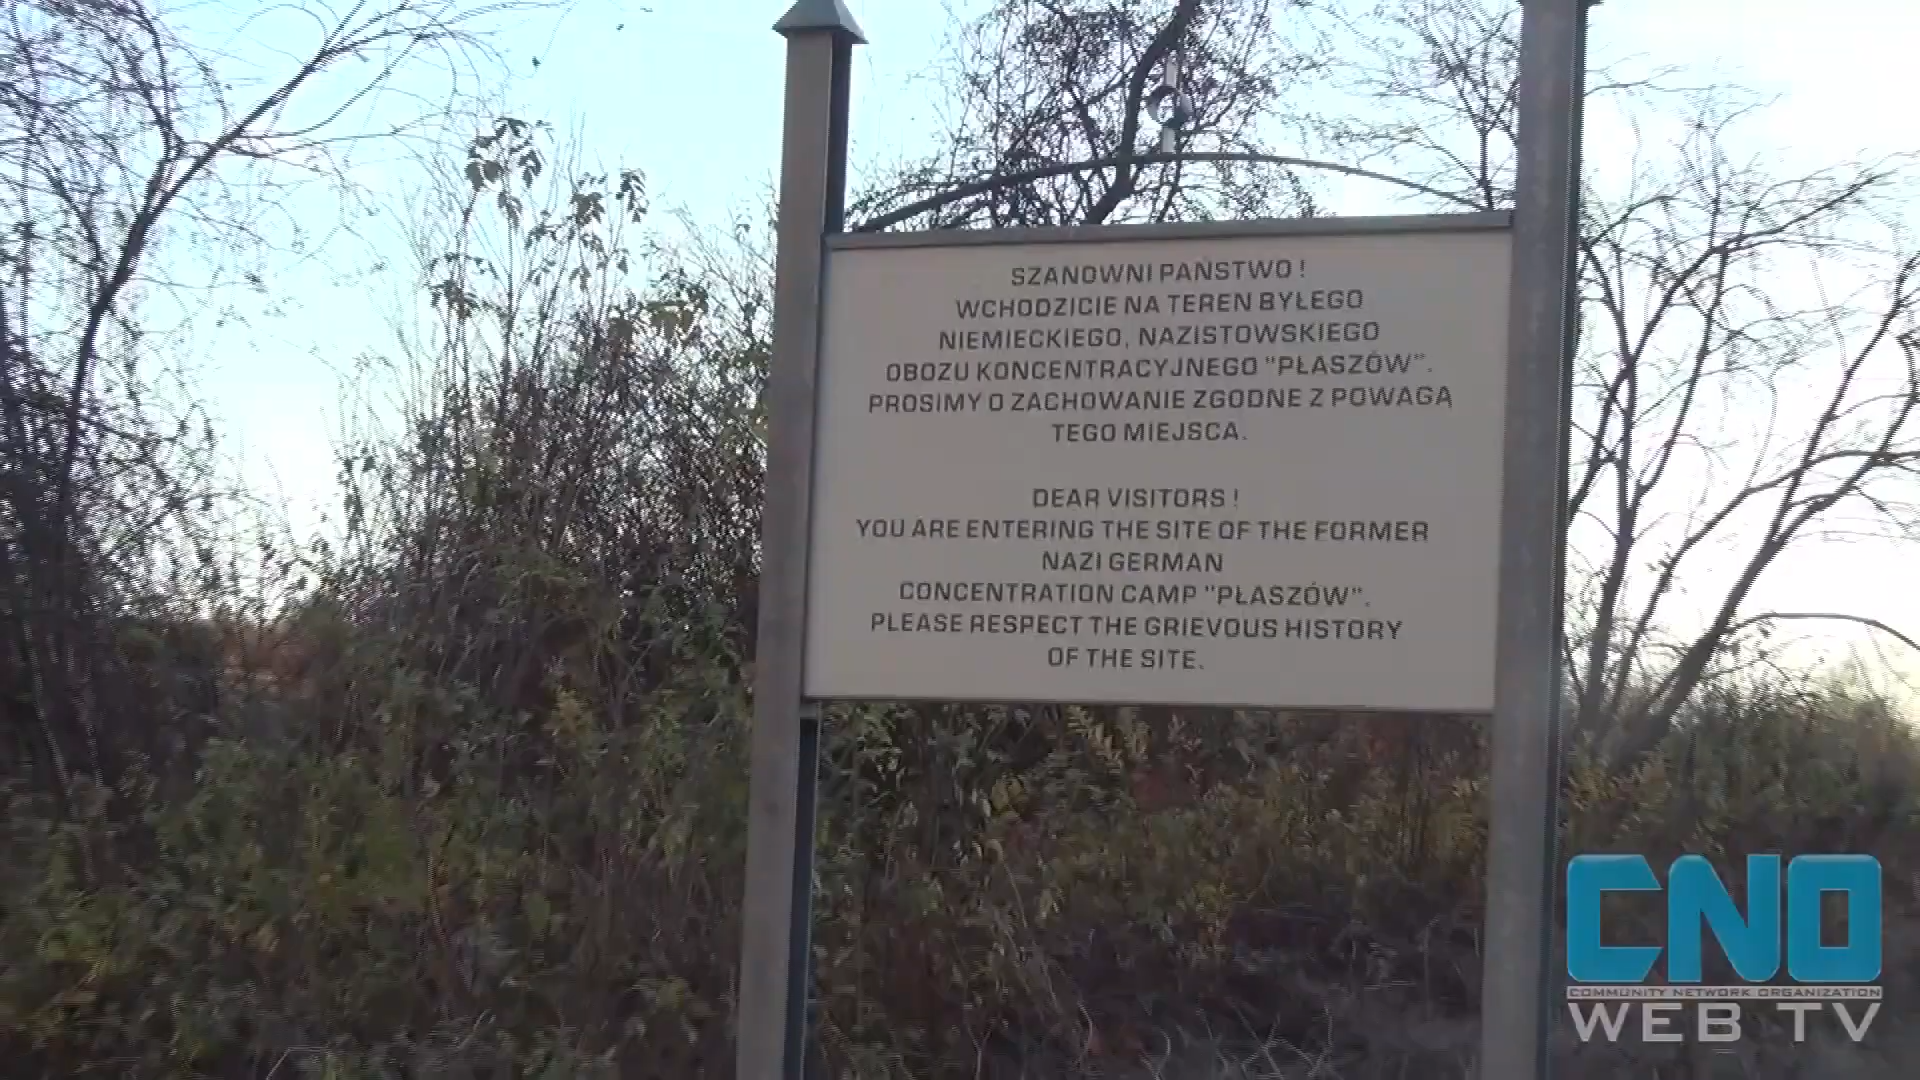 SZANOWNI PAŃSTWO !
WCHODZICIE NA TEREN BYŁEGO
NIEMIECKIEGO, NAZISTOWSKIEGO
OBOZU KONCENTRACYJNEGO "PŁASZÓW".
PROSIMY O ZACHOWANIE ZGODNE Z POWAGĄ
TEGO MIEJSCA.
DEAR VISITORS !
YOU ARE ENTERING THE SITE OF THE FORMER
NAZI GERMAN
CONCENTRATION CAMP "PŁASZÓW".
PLEASE RESPECT THE GRIEVOUS HISTORY
OF THE SITE.
CNO
COMMUNITY NETWORK ORGANIZATION
WEB TV